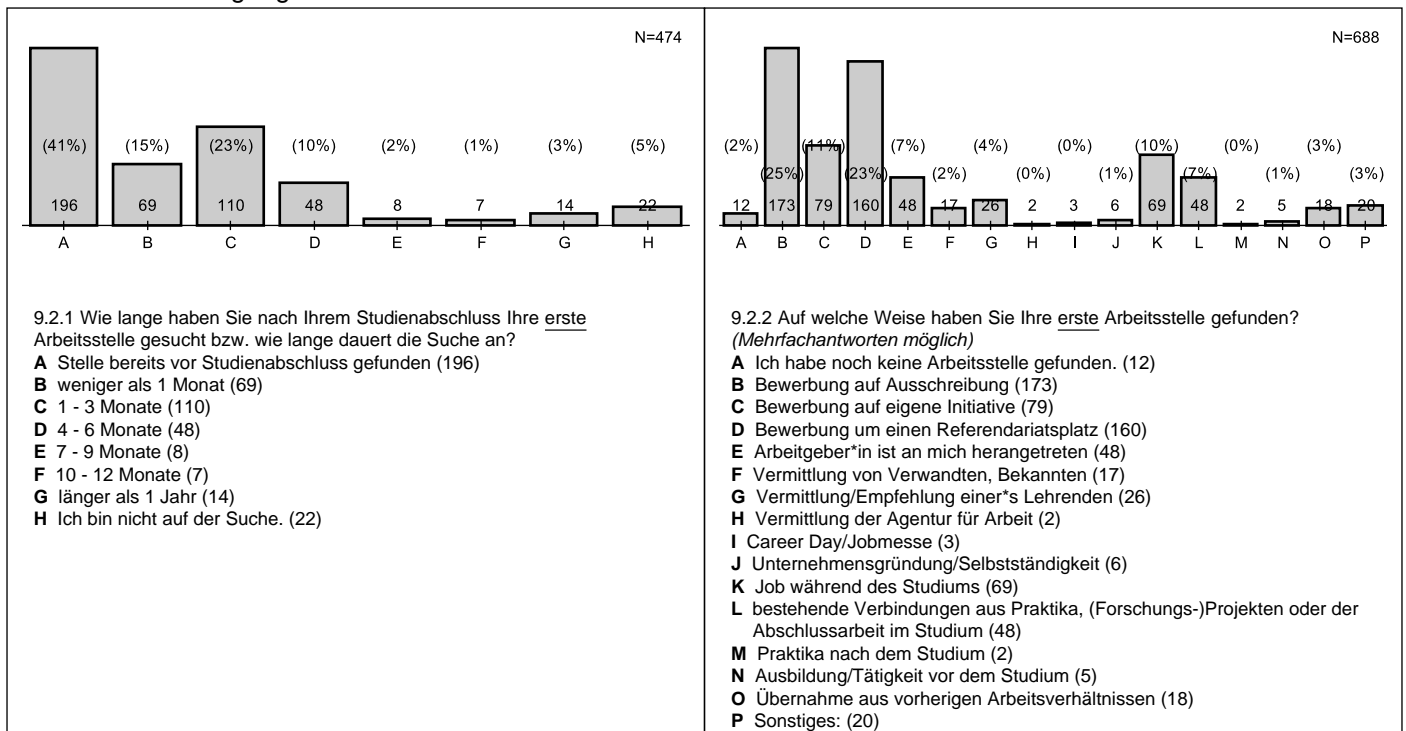 N=474
(41%) (15%) (23%) (10%) (2%) (1%) (3%) (5%)
196 69 110 48 8 7 14 22
A B C D E F G H
9.2.1 Wie lange haben Sie nach Ihrem Studienabschluss Ihre erste
Arbeitsstelle gesucht bzw. wie lange dauert die Suche an?
A Stelle bereits vor Studienabschluss gefunden (196)
B weniger als 1 Monat (69)
C 1 - 3 Monate (110)
D 4 - 6 Monate (48)
E 7 - 9 Monate (8)
F 10 - 12 Monate (7)
G länger als 1 Jahr (14)
H Ich bin nicht auf der Suche. (22)
N=688
(2%) (11%) (7%) (4%) (0%) (10%) (0%) (3%)
(25%) (23%) (2%) (0%) (1%) (7%) (1%) (3%)
12 173 79 160 48 17 26 2 3 6 69 48 2 5 18 20
A B C D E F G H I J K L M N O P
9.2.2 Auf welche Weise haben Sie Ihre erste Arbeitsstelle gefunden?
(Mehrfachantworten möglich)
A Ich habe noch keine Arbeitsstelle gefunden. (12)
B Bewerbung auf Ausschreibung (173)
C Bewerbung auf eigene Initiative (79)
D Bewerbung um einen Referendariatsplatz (160)
E Arbeitgeber*in ist an mich herangetreten (48)
F Vermittlung von Verwandten, Bekannten (17)
G Vermittlung/Empfehlung einer*s Lehrenden (26)
H Vermittlung der Agentur für Arbeit (2)
I Career Day/Jobmesse (3)
J Unternehmensgründung/Selbstständigkeit (6)
K Job während des Studiums (69)
L bestehende Verbindungen aus Praktika, (Forschungs-)Projekten oder der
Abschlussarbeit im Studium (48)
M Praktika nach dem Studium (2)
N Ausbildung/Tätigkeit vor dem Studium (5)
O Übernahme aus vorherigen Arbeitsverhältnissen (18)
P Sonstiges: (20)